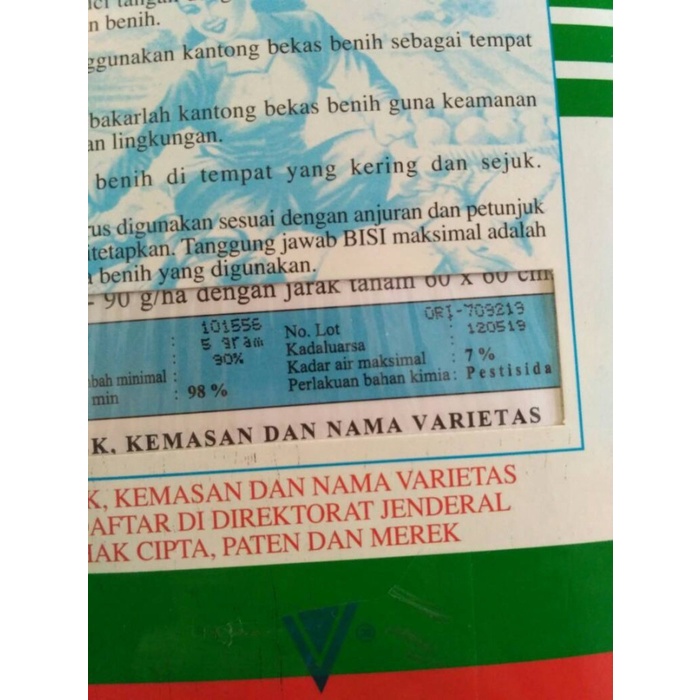 n benih.
ggunakan kantong bekas benih sebagai tempat
bakarlah kantong bekas benih guna keamanan
an lingkungan.
benih di tempat yang kering dan sejuk.
rus digunakan sesuai dengan anjuran dan petunjuk
itetapkan. Tanggung jawab BISI maksimal adalah
benih yang digunakan.
- 90 g/ha dengan jarak tanam 60 x 60 cm
101556 No. Lot ORI-709219
: 5 gram Kadaluarsa : 120519
: 90% Kadar air maksimal : 7 %
bah minimal : Perlakuan bahan kimia : Pestisida
min : 98 %
K, KEMASAN DAN NAMA VARIETAS
K, KEMASAN DAN NAMA VARIETAS
DAFTAR DI DIREKTORAT JENDERAL
HAK CIPTA, PATEN DAN MEREK